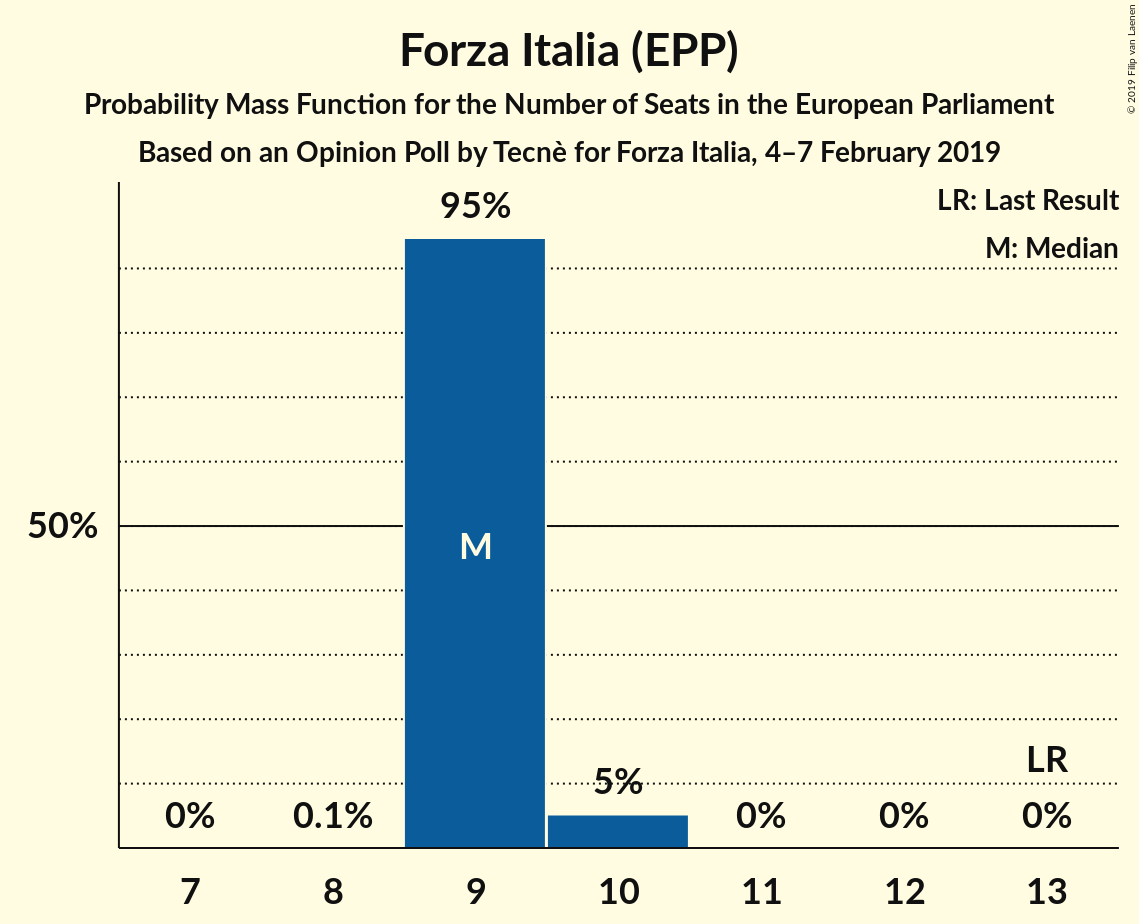 Forza Italia (EPP)
Probability Mass Function for the Number of Seats in the European Parliament
Based on an Opinion Poll by Tecnè for Forza Italia, 4–7 February 2019
© 2019 Filip van Laenen
LR: Last Result
M: Median
95%
50%
M
LR
5%
0% 0.1% 0% 0% 0%
7 8 9 10 11 12 13